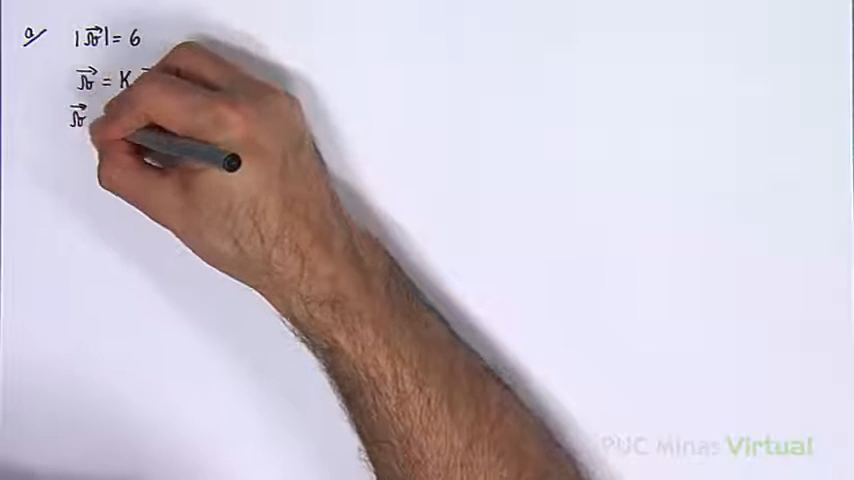 a/ |v⃗| = 6
v⃗ = K
v⃗
PUC Minas Virtual